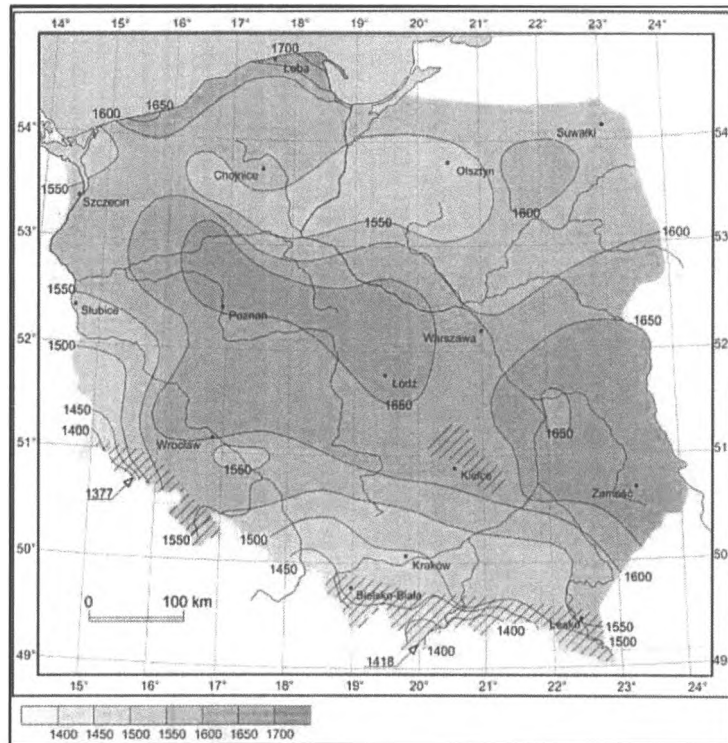 14° 15° 16° 17° 18° 19° 20° 21° 22° 23° 24°
1700
Łeba
1650
1600
54° 54°
Suwałki
Chojnice
Olsztyn
1550
Szczecin
1600
1550
1600
53° 53°
1550
1650
Słubice
Poznań
52° 52°
Warszawa
1500
Łódź
1650
1450
1650
51° 51°
1400
Wrocław
1550
Kielce
1377
Zamość
1550
1500
50° 50°
1450
Kraków
1600
0 100 km
Bielsko-Biała
Lesko
1550
1400
1500
49° 1418 1400 49
15° 16° 17° 18° 19° 20° 21° 22° 23°
1400 1450 1500 1550 1600 1650 1700